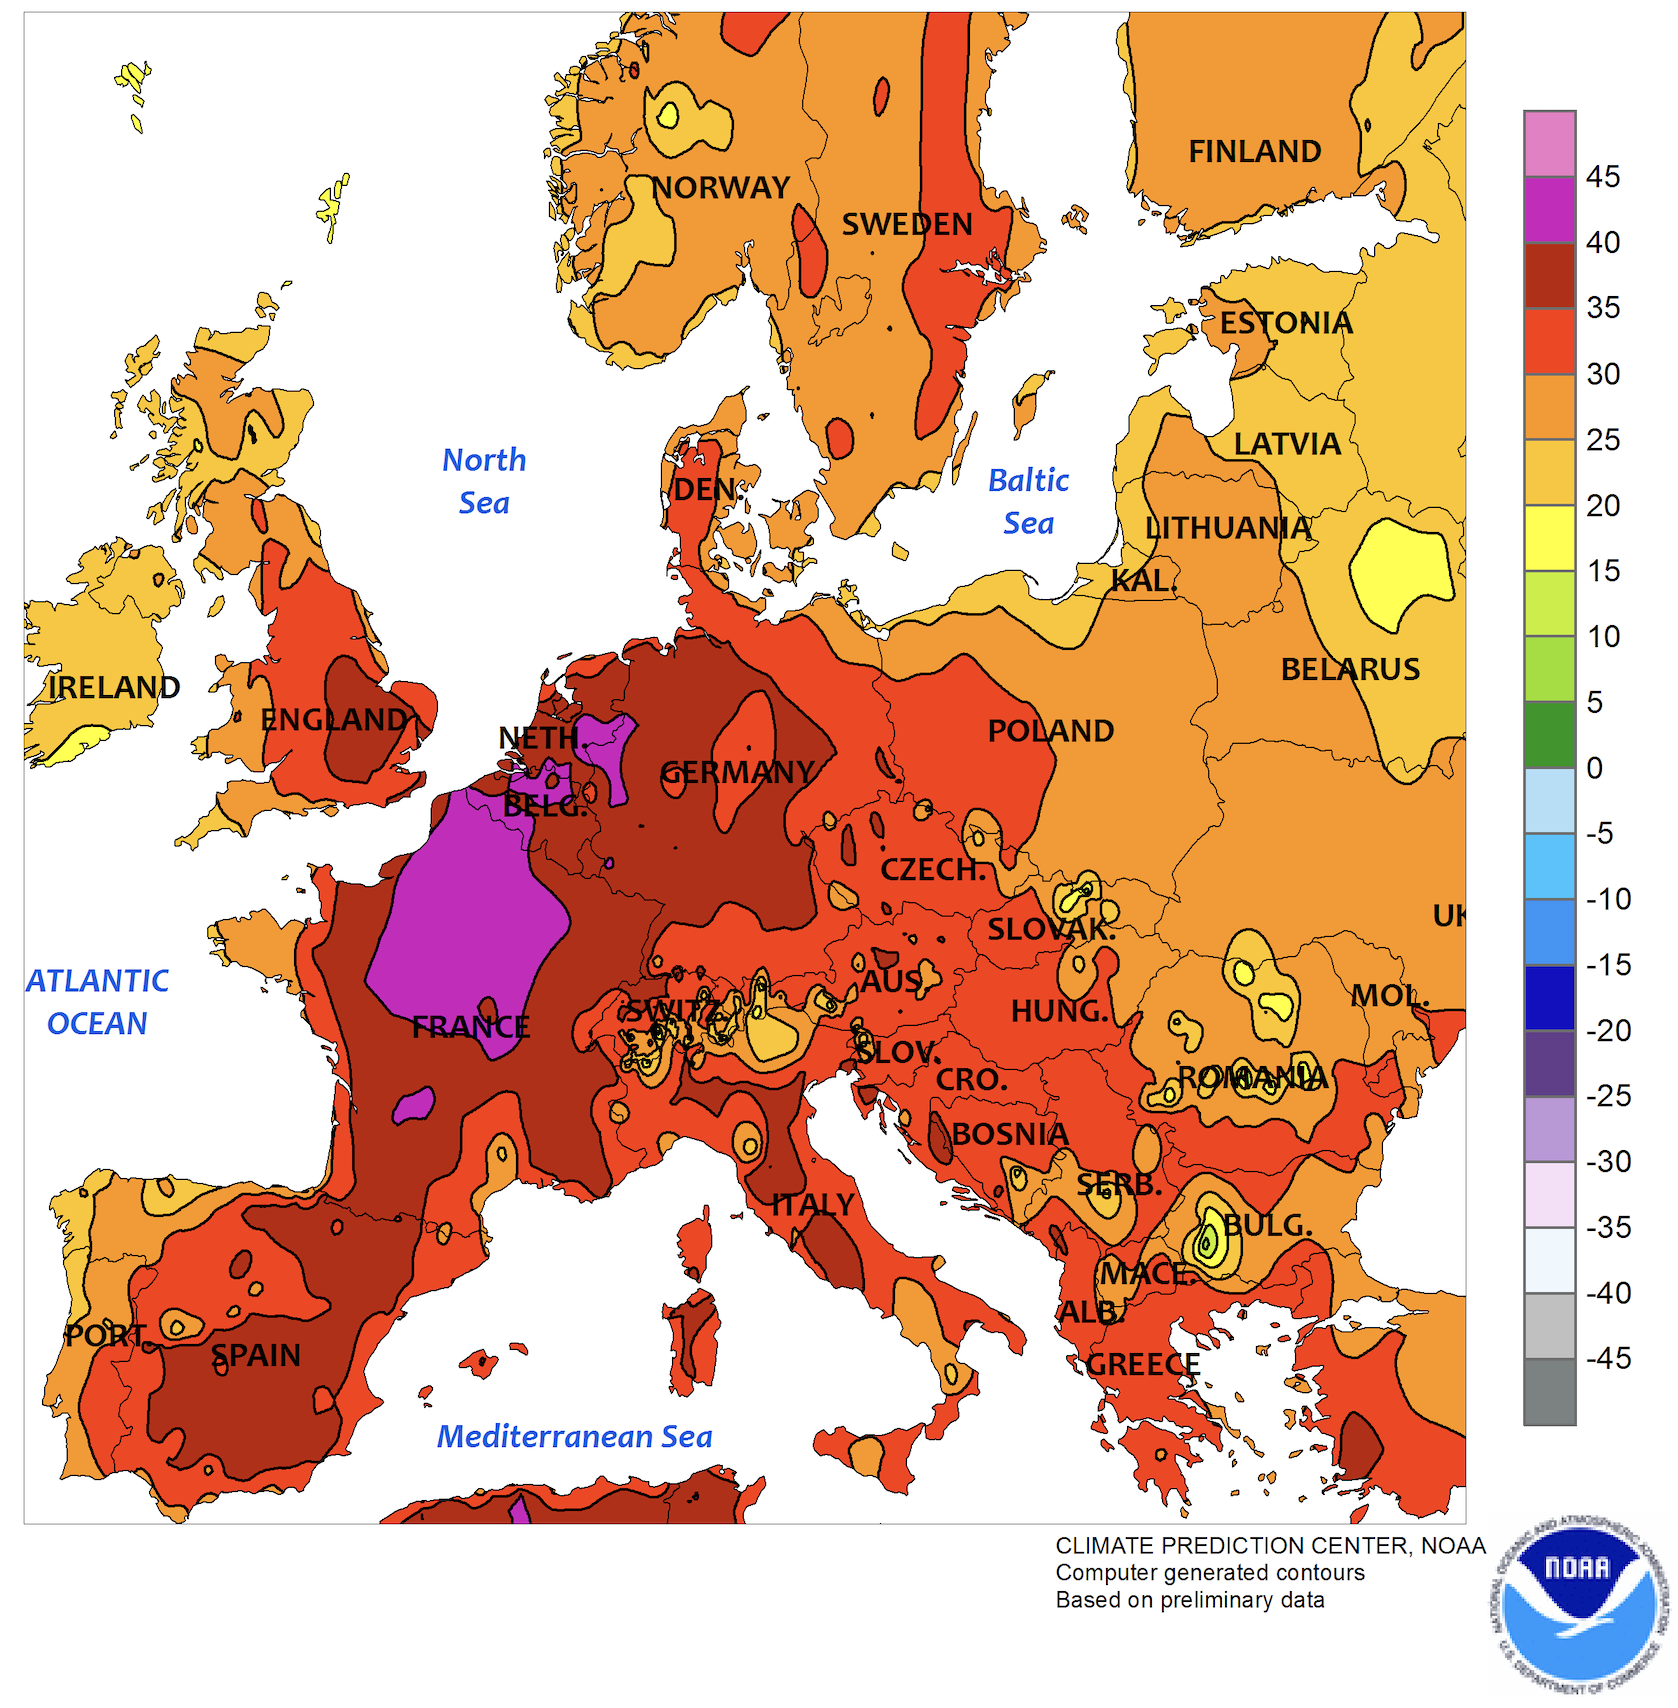 FINLAND
NORWAY
SWEDEN
ESTONIA
LATVIA
North
Sea
Baltic
Sea
DEN.
LITHUANIA
KAL.
BELARUS
IRELAND
ENGLAND
NETH.
POLAND
GERMANY
BELG.
CZECH.
UK
SLOVAK.
ATLANTIC
OCEAN
AUS
MOL.
SWITZ.
HUNG.
FRANCE
SLOV.
CRO.
ROMANIA
BOSNIA
SERB.
ITALY
BULG.
MACE.
ALB.
PORT.
SPAIN
GREECE
Mediterranean Sea
45
40
35
30
25
20
15
10
5
0
-5
-10
-15
-20
-25
-30
-35
-40
-45
CLIMATE PREDICTION CENTER, NOAA
Computer generated contours
Based on preliminary data
NOAA
NATIONAL OCEANIC AND ATMOSPHERIC ADMINISTRATION
U.S. DEPARTMENT OF COMMERCE